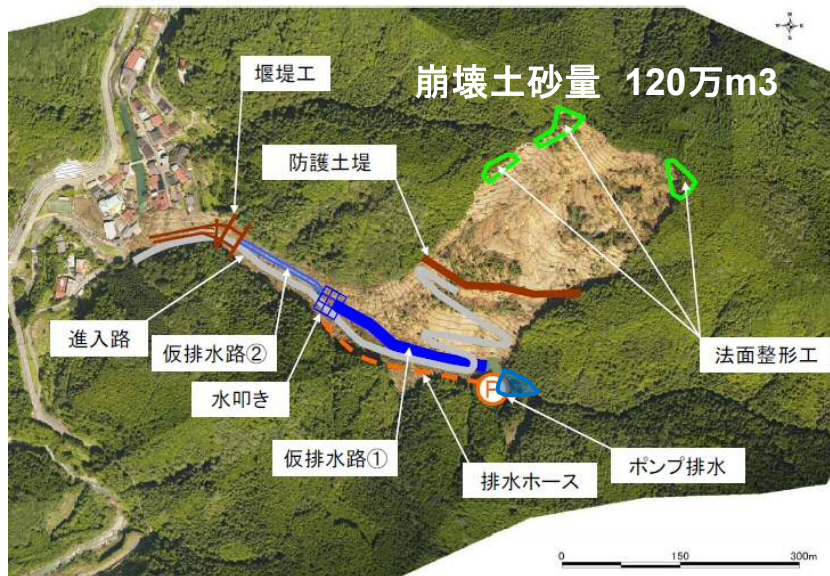 崩壊土砂量 120万m3
堰堤工
防護土堤
進入路
仮排水路②
水叩き
仮排水路①
排水ホース
ポンプ排水
法面整形工
P
N
W
E
S
0 150 300m